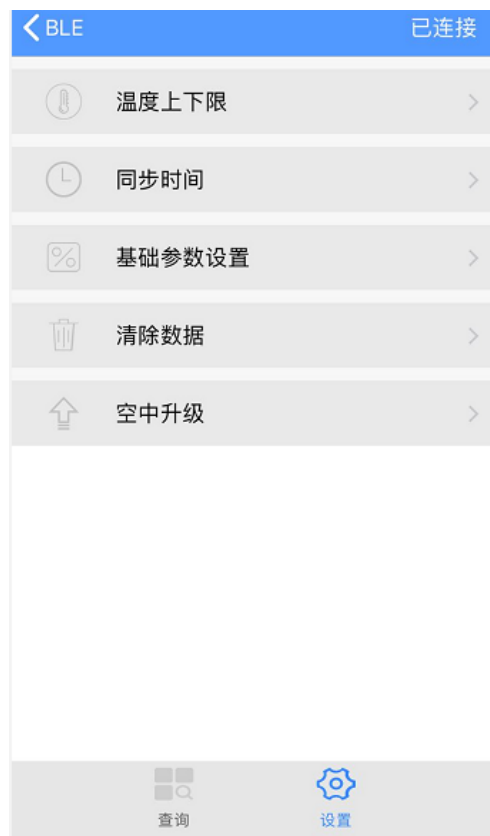 BLE 已连接
温度上下限
同步时间
基础参数设置
清除数据
空中升级
查询 设置